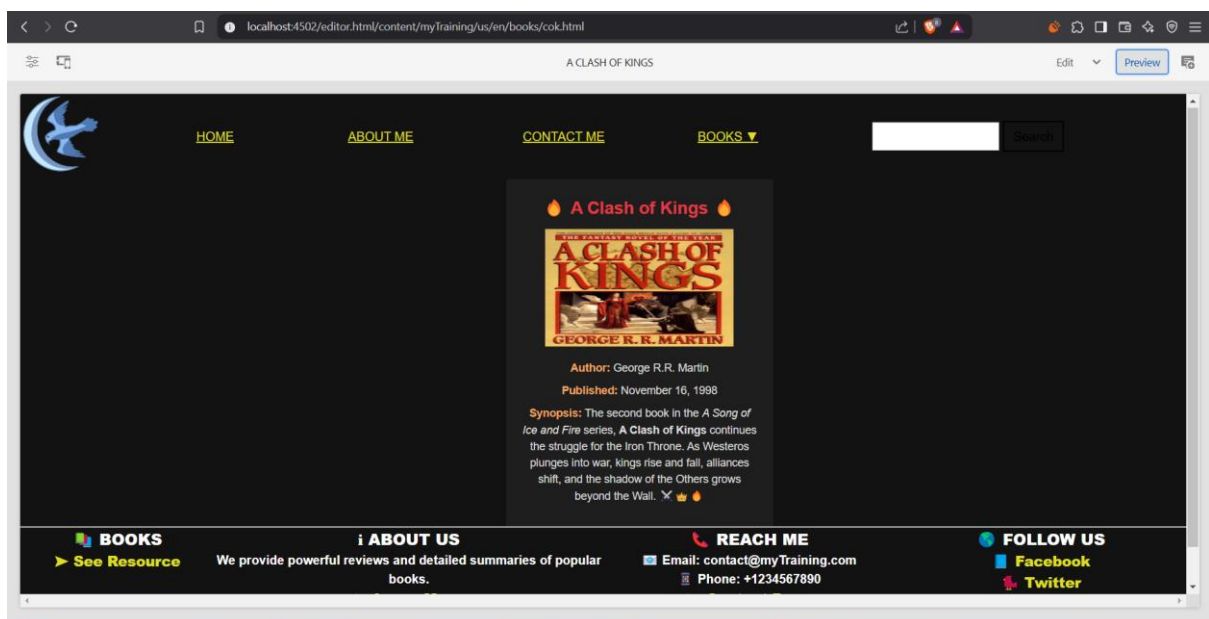 localhost:4502/editor.html/content/myTraining/us/en/books/cok.html
A CLASH OF KINGS
Edit
Preview
HOME
ABOUT ME
CONTACT ME
BOOKS ▼
Search
🔥 A Clash of Kings 🔥
THE FANTASY NOVEL OF THE YEAR
A CLASH OF
KINGS
GEORGE R. R. MARTIN
Author: George R.R. Martin
Published: November 16, 1998
Synopsis: The second book in the A Song of
Ice and Fire series, A Clash of Kings continues
the struggle for the Iron Throne. As Westeros
plunges into war, kings rise and fall, alliances
shift, and the shadow of the Others grows
beyond the Wall. ⚔️ 👑 🔥
📚 BOOKS
➤ See Resource
ℹ ABOUT US
We provide powerful reviews and detailed summaries of popular
books.
📞 REACH ME
📧 Email: contact@myTraining.com
📱 Phone: +1234567890
🌎 FOLLOW US
📘 Facebook
🐦 Twitter